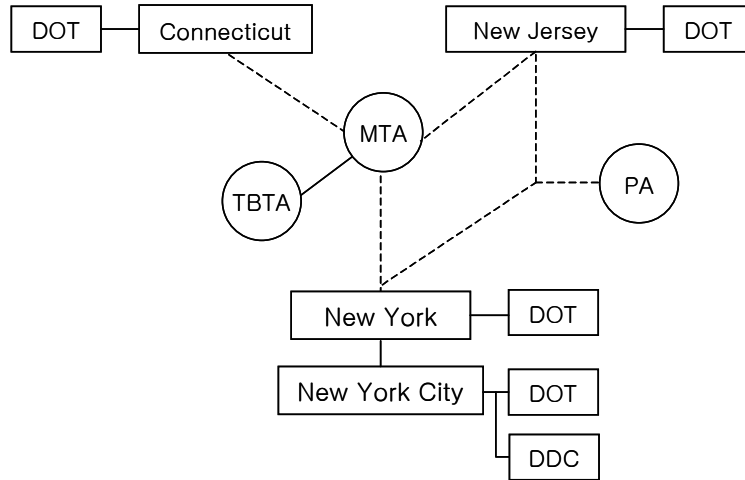 DOT
Connecticut
New Jersey
DOT
MTA
TBTA
PA
New York
DOT
New York City
DOT
DDC